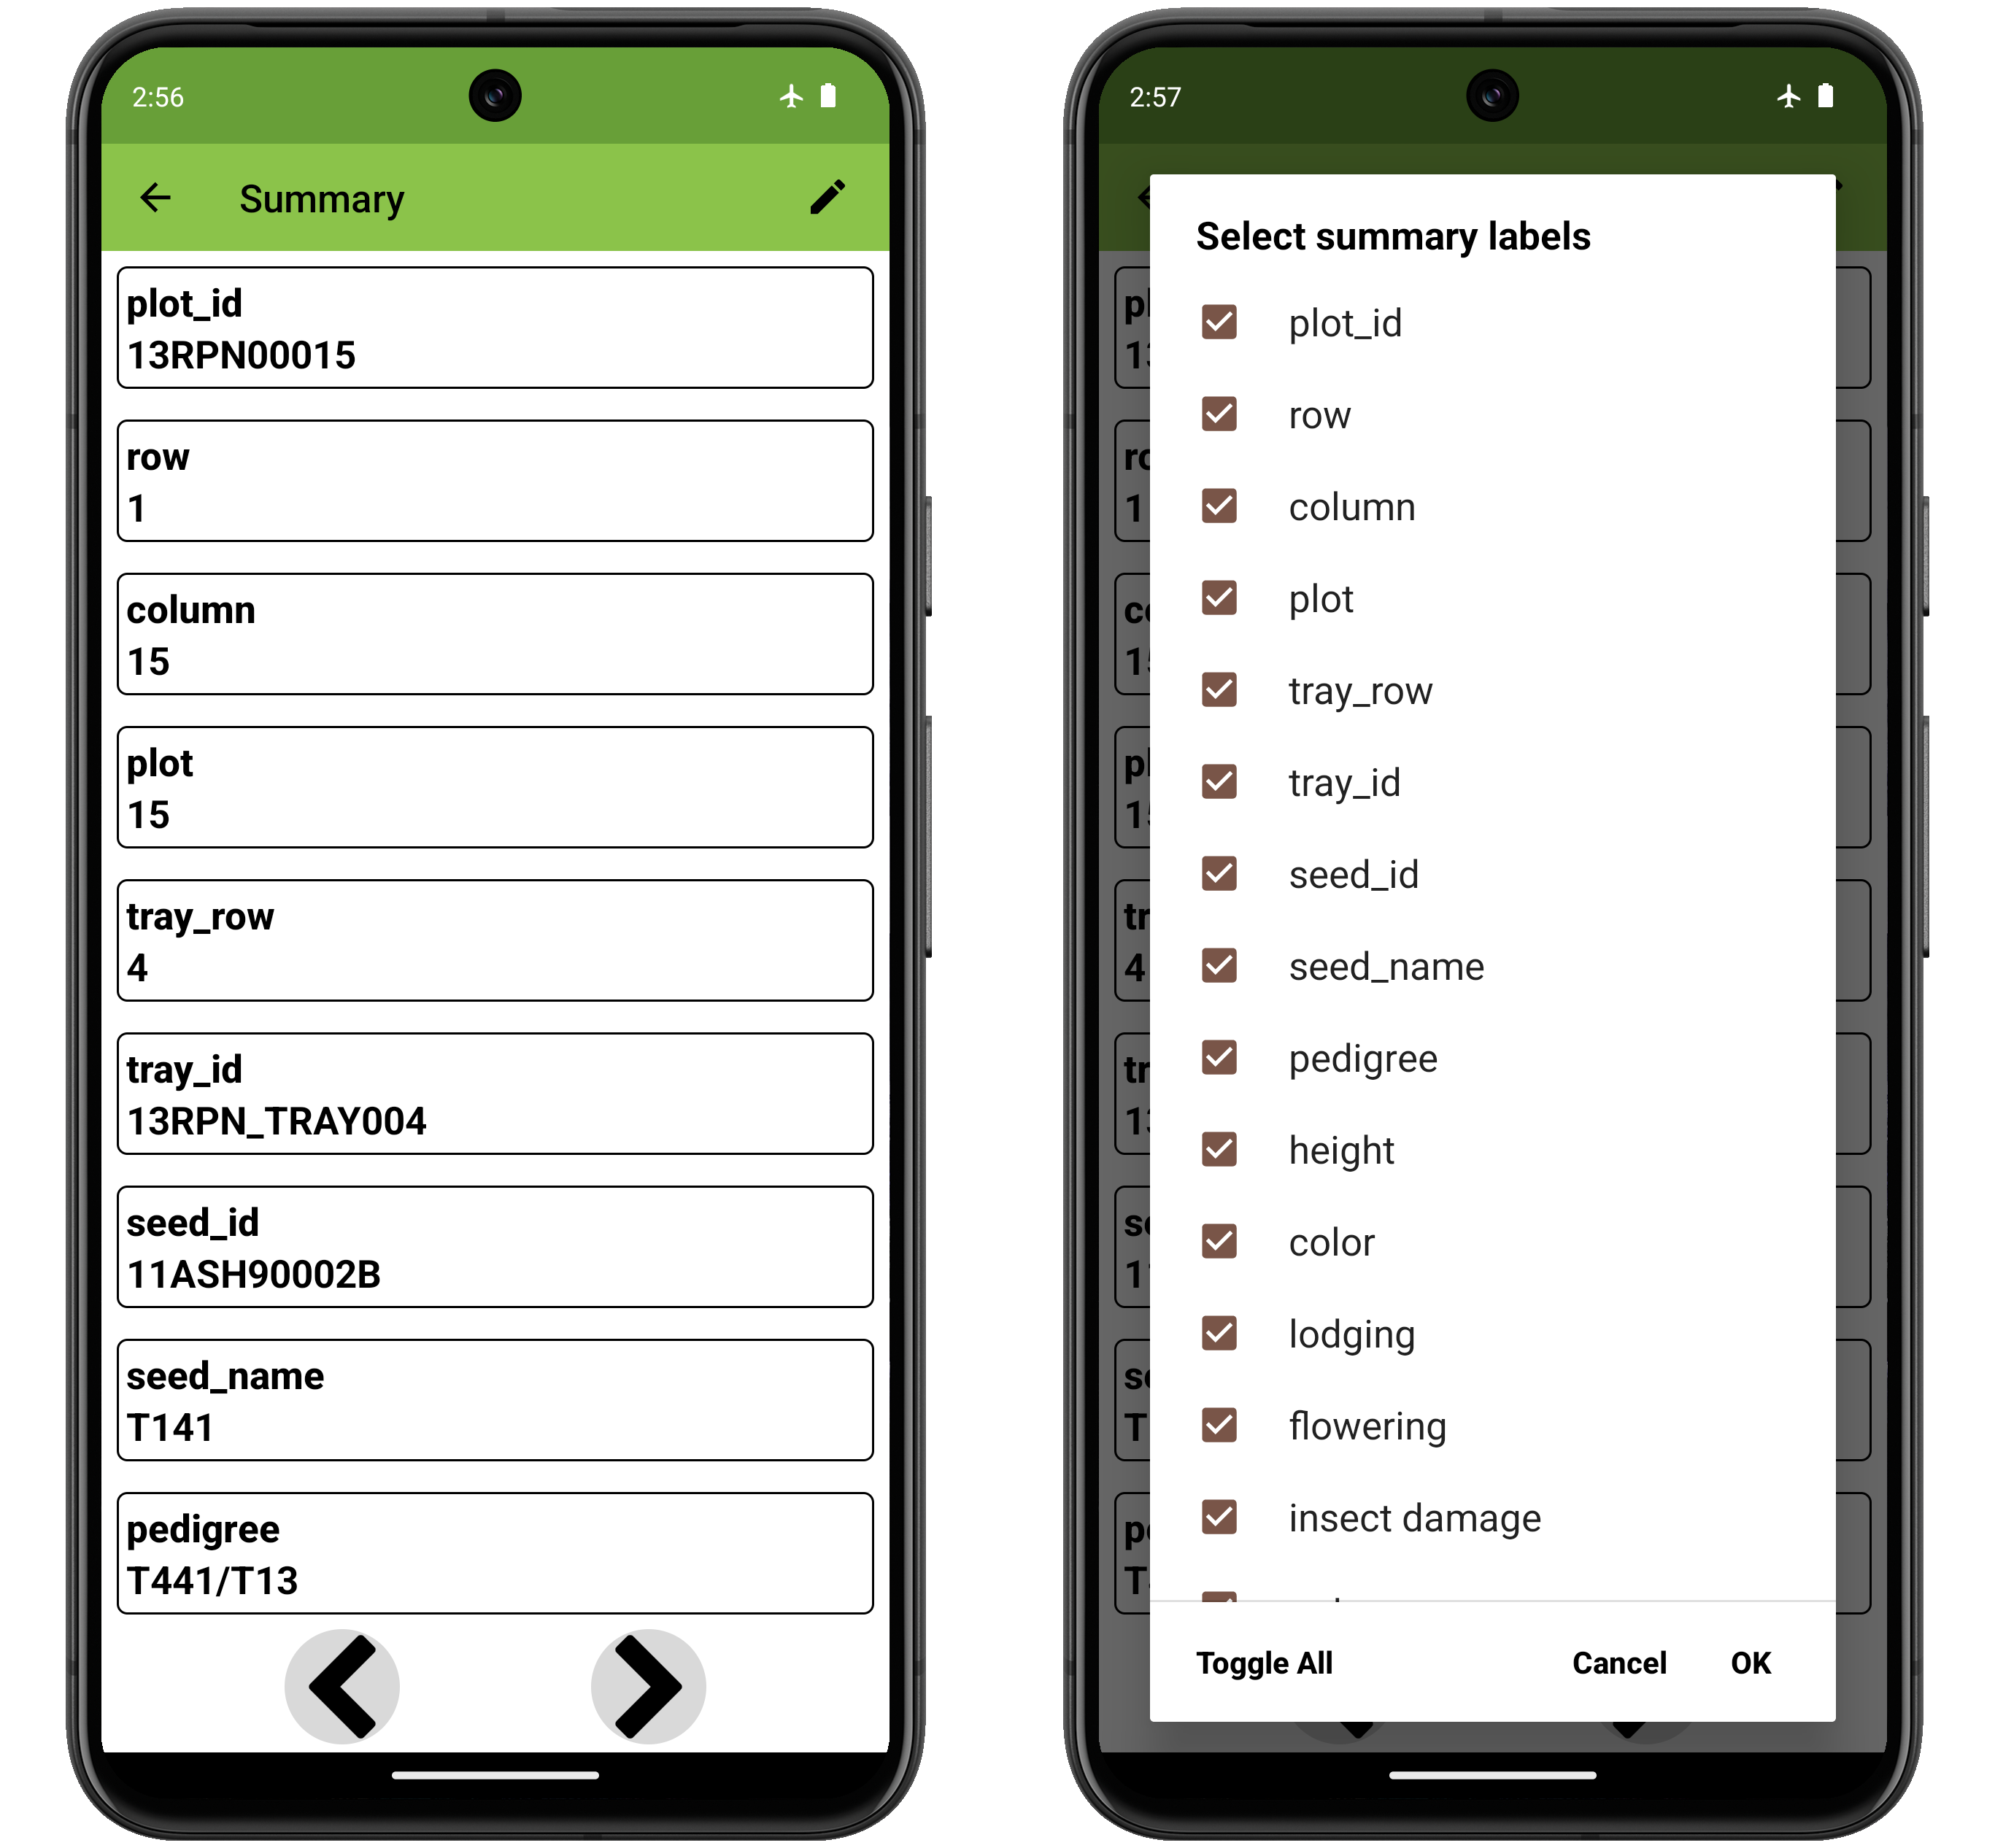 2:56
Summary
plot_id
13RPN00015
row
1
column
15
plot
15
tray_row
4
tray_id
13RPN_TRAY004
seed_id
11ASH90002B
seed_name
T141
pedigree
T441/T13
2:57
Select summary labels
plot_id
row
column
plot
tray_row
tray_id
seed_id
seed_name
pedigree
height
color
lodging
flowering
insect damage
Toggle All
Cancel
OK